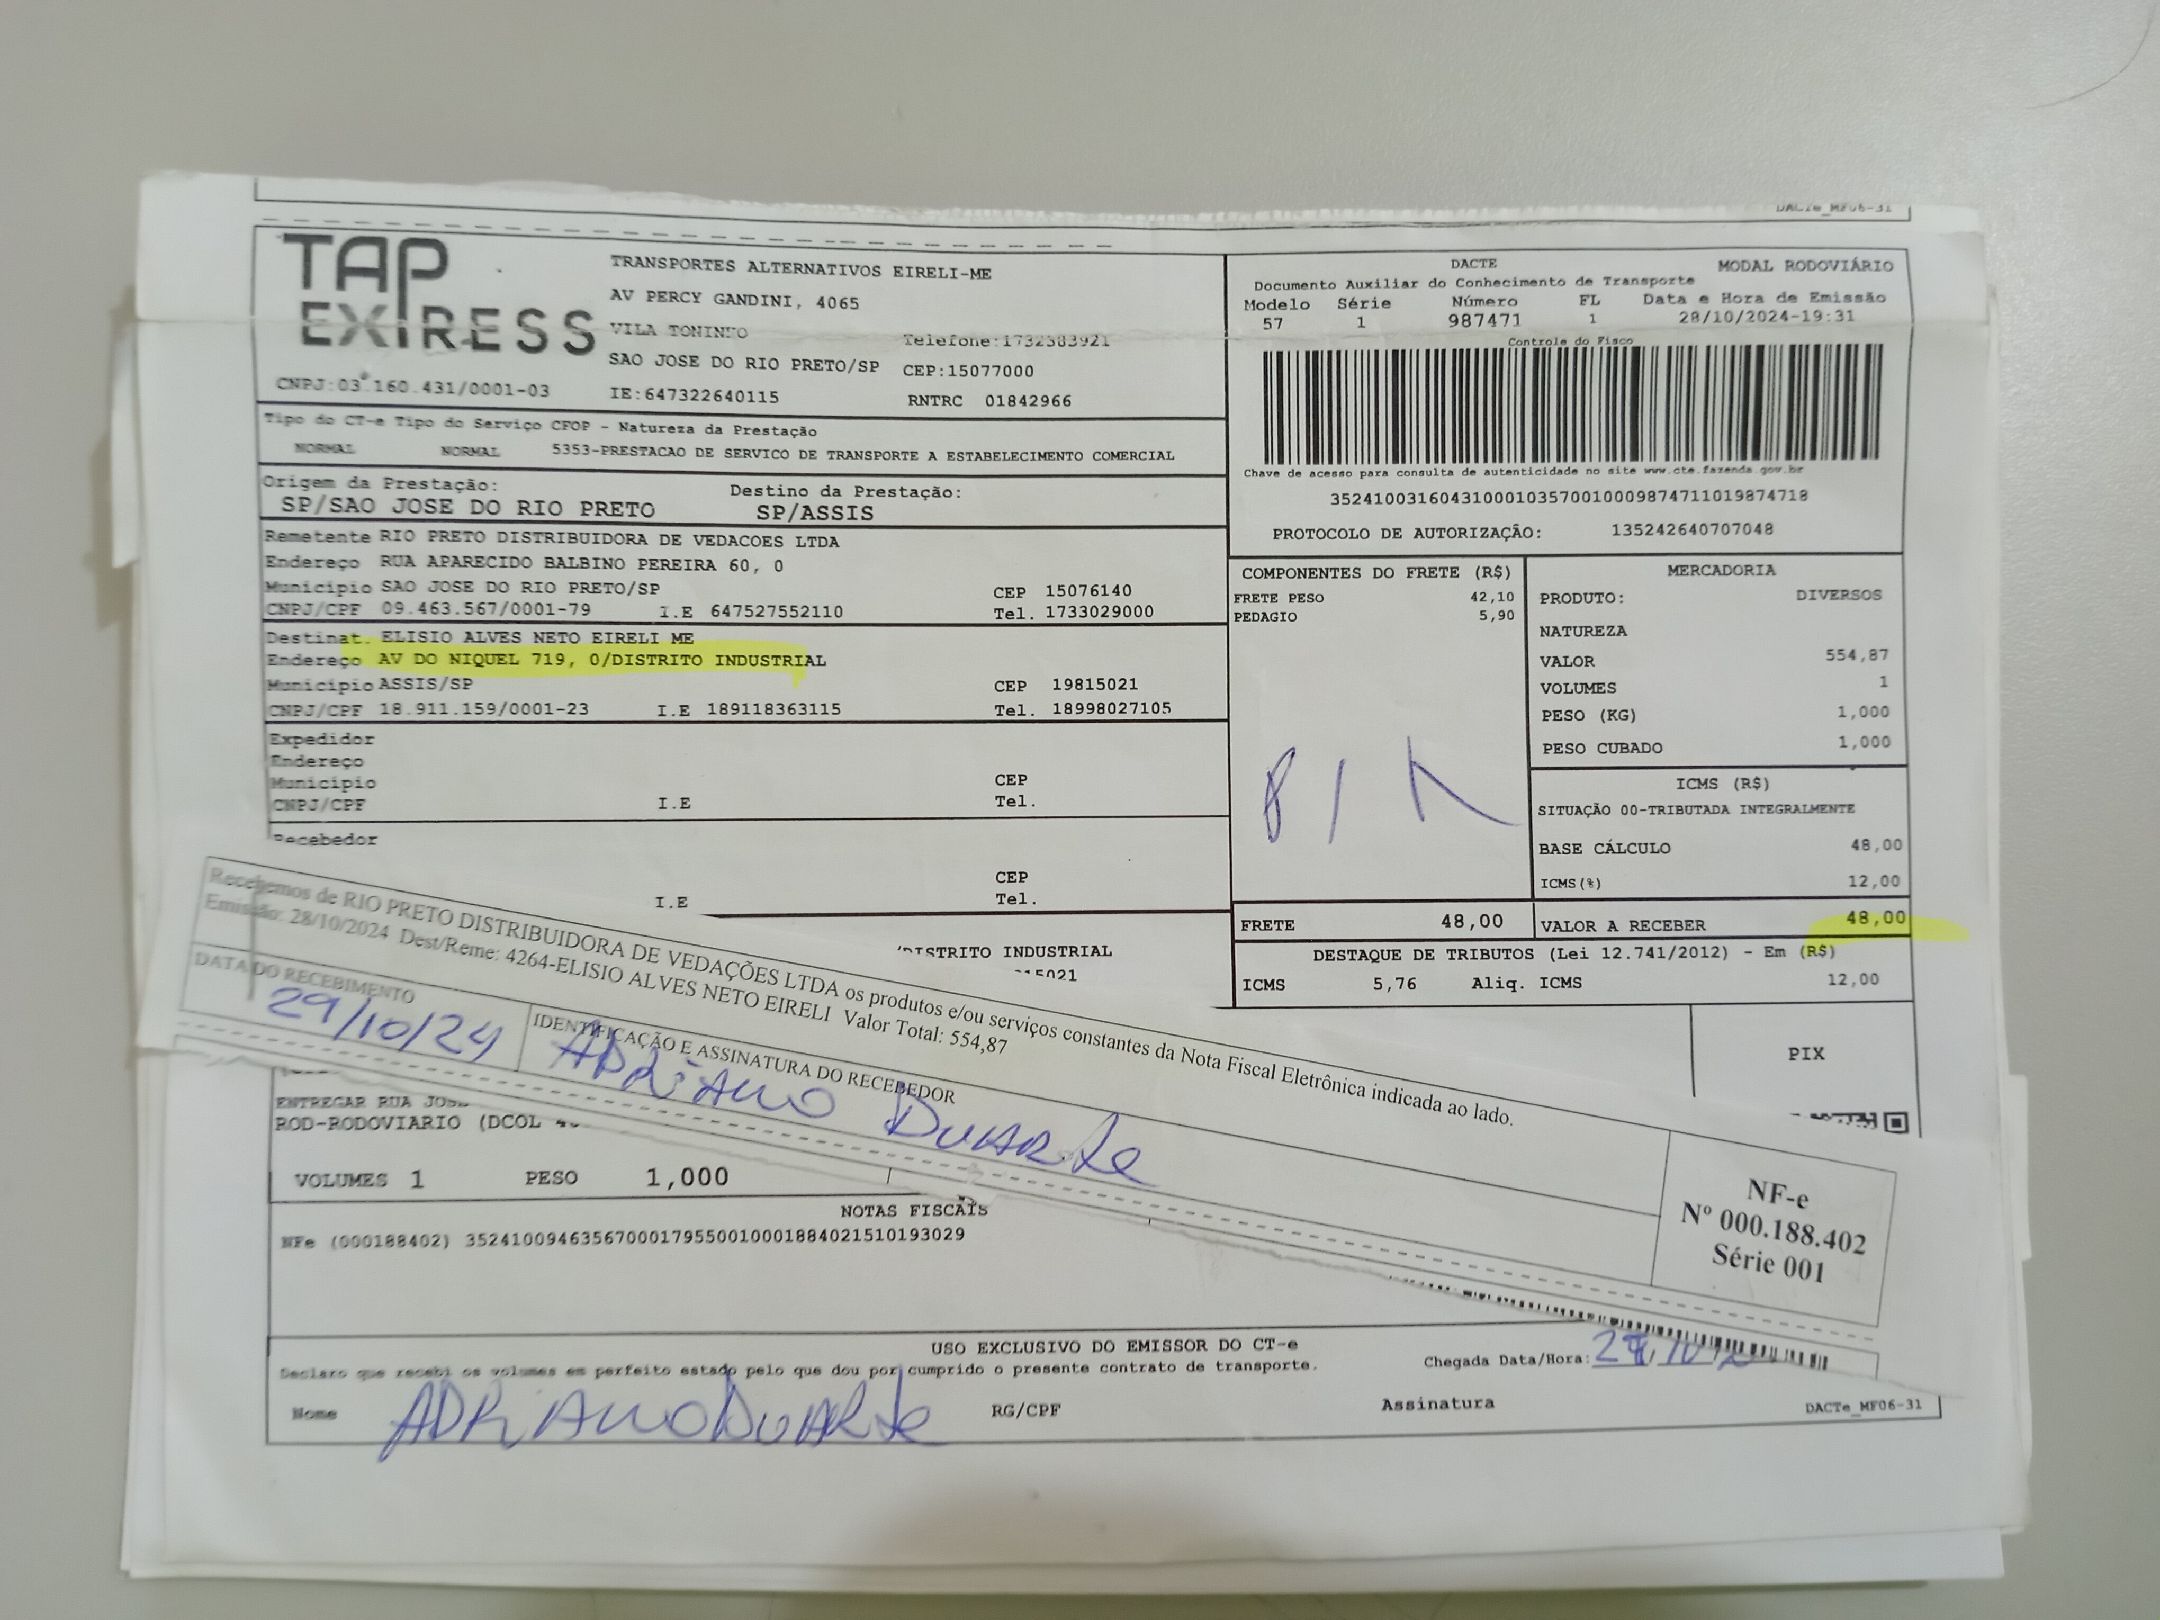 DACTe_MF06-31
TAP EXPRESS
TRANSPORTES ALTERNATIVOS EIRELI-ME
AV PERCY GANDINI, 4065
VILA TONINHO Telefone:1732383921
SAO JOSE DO RIO PRETO/SP CEP:15077000
CNPJ:03.160.431/0001-03 IE:647322640115 RNTRC 01842966
DACTE MODAL RODOVIÁRIO
Documento Auxiliar do Conhecimento de Transporte
Modelo Série Número FL Data e Hora de Emissão
57 1 987471 1 28/10/2024-19:31
Controle do Fisco
Chave de acesso para consulta de autenticidade no site www.cte.fazenda.gov.br
35241003160431000103570010009874711019874718
PROTOCOLO DE AUTORIZAÇÃO: 135242640707048
Tipo do CT-e Tipo do Serviço CFOP - Natureza da Prestação
NORMAL NORMAL 5353-PRESTACAO DE SERVICO DE TRANSPORTE A ESTABELECIMENTO COMERCIAL
Origem da Prestação: Destino da Prestação:
SP/SAO JOSE DO RIO PRETO SP/ASSIS
Remetente RIO PRETO DISTRIBUIDORA DE VEDACOES LTDA
Endereço RUA APARECIDO BALBINO PEREIRA 60, 0
Município SAO JOSE DO RIO PRETO/SP CEP 15076140
CNPJ/CPF 09.463.567/0001-79 I.E 647527552110 Tel. 1733029000
Destinat. ELISIO ALVES NETO EIRELI ME
Endereço AV DO NIQUEL 719, 0/DISTRITO INDUSTRIAL
Município ASSIS/SP CEP 19815021
CNPJ/CPF 18.911.159/0001-23 I.E 189118363115 Tel. 18998027105
Expedidor
Endereço
Município CEP
CNPJ/CPF I.E Tel.
Recebedor
CEP
I.E Tel.
DISTRITO INDUSTRIAL
COMPONENTES DO FRETE (R$)
FRETE PESO 42,10
PEDAGIO 5,90
MERCADORIA
PRODUTO: DIVERSOS
NATUREZA
VALOR 554,87
VOLUMES 1
PESO (KG) 1,000
PESO CUBADO 1,000
ICMS (R$)
SITUAÇÃO 00-TRIBUTADA INTEGRALMENTE
BASE CÁLCULO 48,00
ICMS(%) 12,00
FRETE 48,00 VALOR A RECEBER 48,00
DESTAQUE DE TRIBUTOS (Lei 12.741/2012) - Em (R$)
ICMS 5,76 Aliq. ICMS 12,00
PIX
Recebemos de RIO PRETO DISTRIBUIDORA DE VEDAÇÕES LTDA os produtos e/ou serviços constantes da Nota Fiscal Eletrônica indicada ao lado.
Emissão: 28/10/2024 Dest/Reme: 4264-ELISIO ALVES NETO EIRELI Valor Total: 554,87
DATA DO RECEBIMENTO IDENTIFICAÇÃO E ASSINATURA DO RECEBEDOR
29/10/24 ADRIANO DUARTE
NF-e
Nº 000.188.402
Série 001
ENTREGAR RUA
ROD-RODOVIARIO (DCOL
VOLUMES 1 PESO 1,000
NOTAS FISCAIS
NFe (000188402) 35241009463567000179550010001884021510193029
USO EXCLUSIVO DO EMISSOR DO CT-e
Declaro que recebi os volumes em perfeito estado pelo que dou por cumprido o presente contrato de transporte. Chegada Data/Hora:
Nome ADRIANO DUARTE RG/CPF Assinatura DACTe_MF06-31